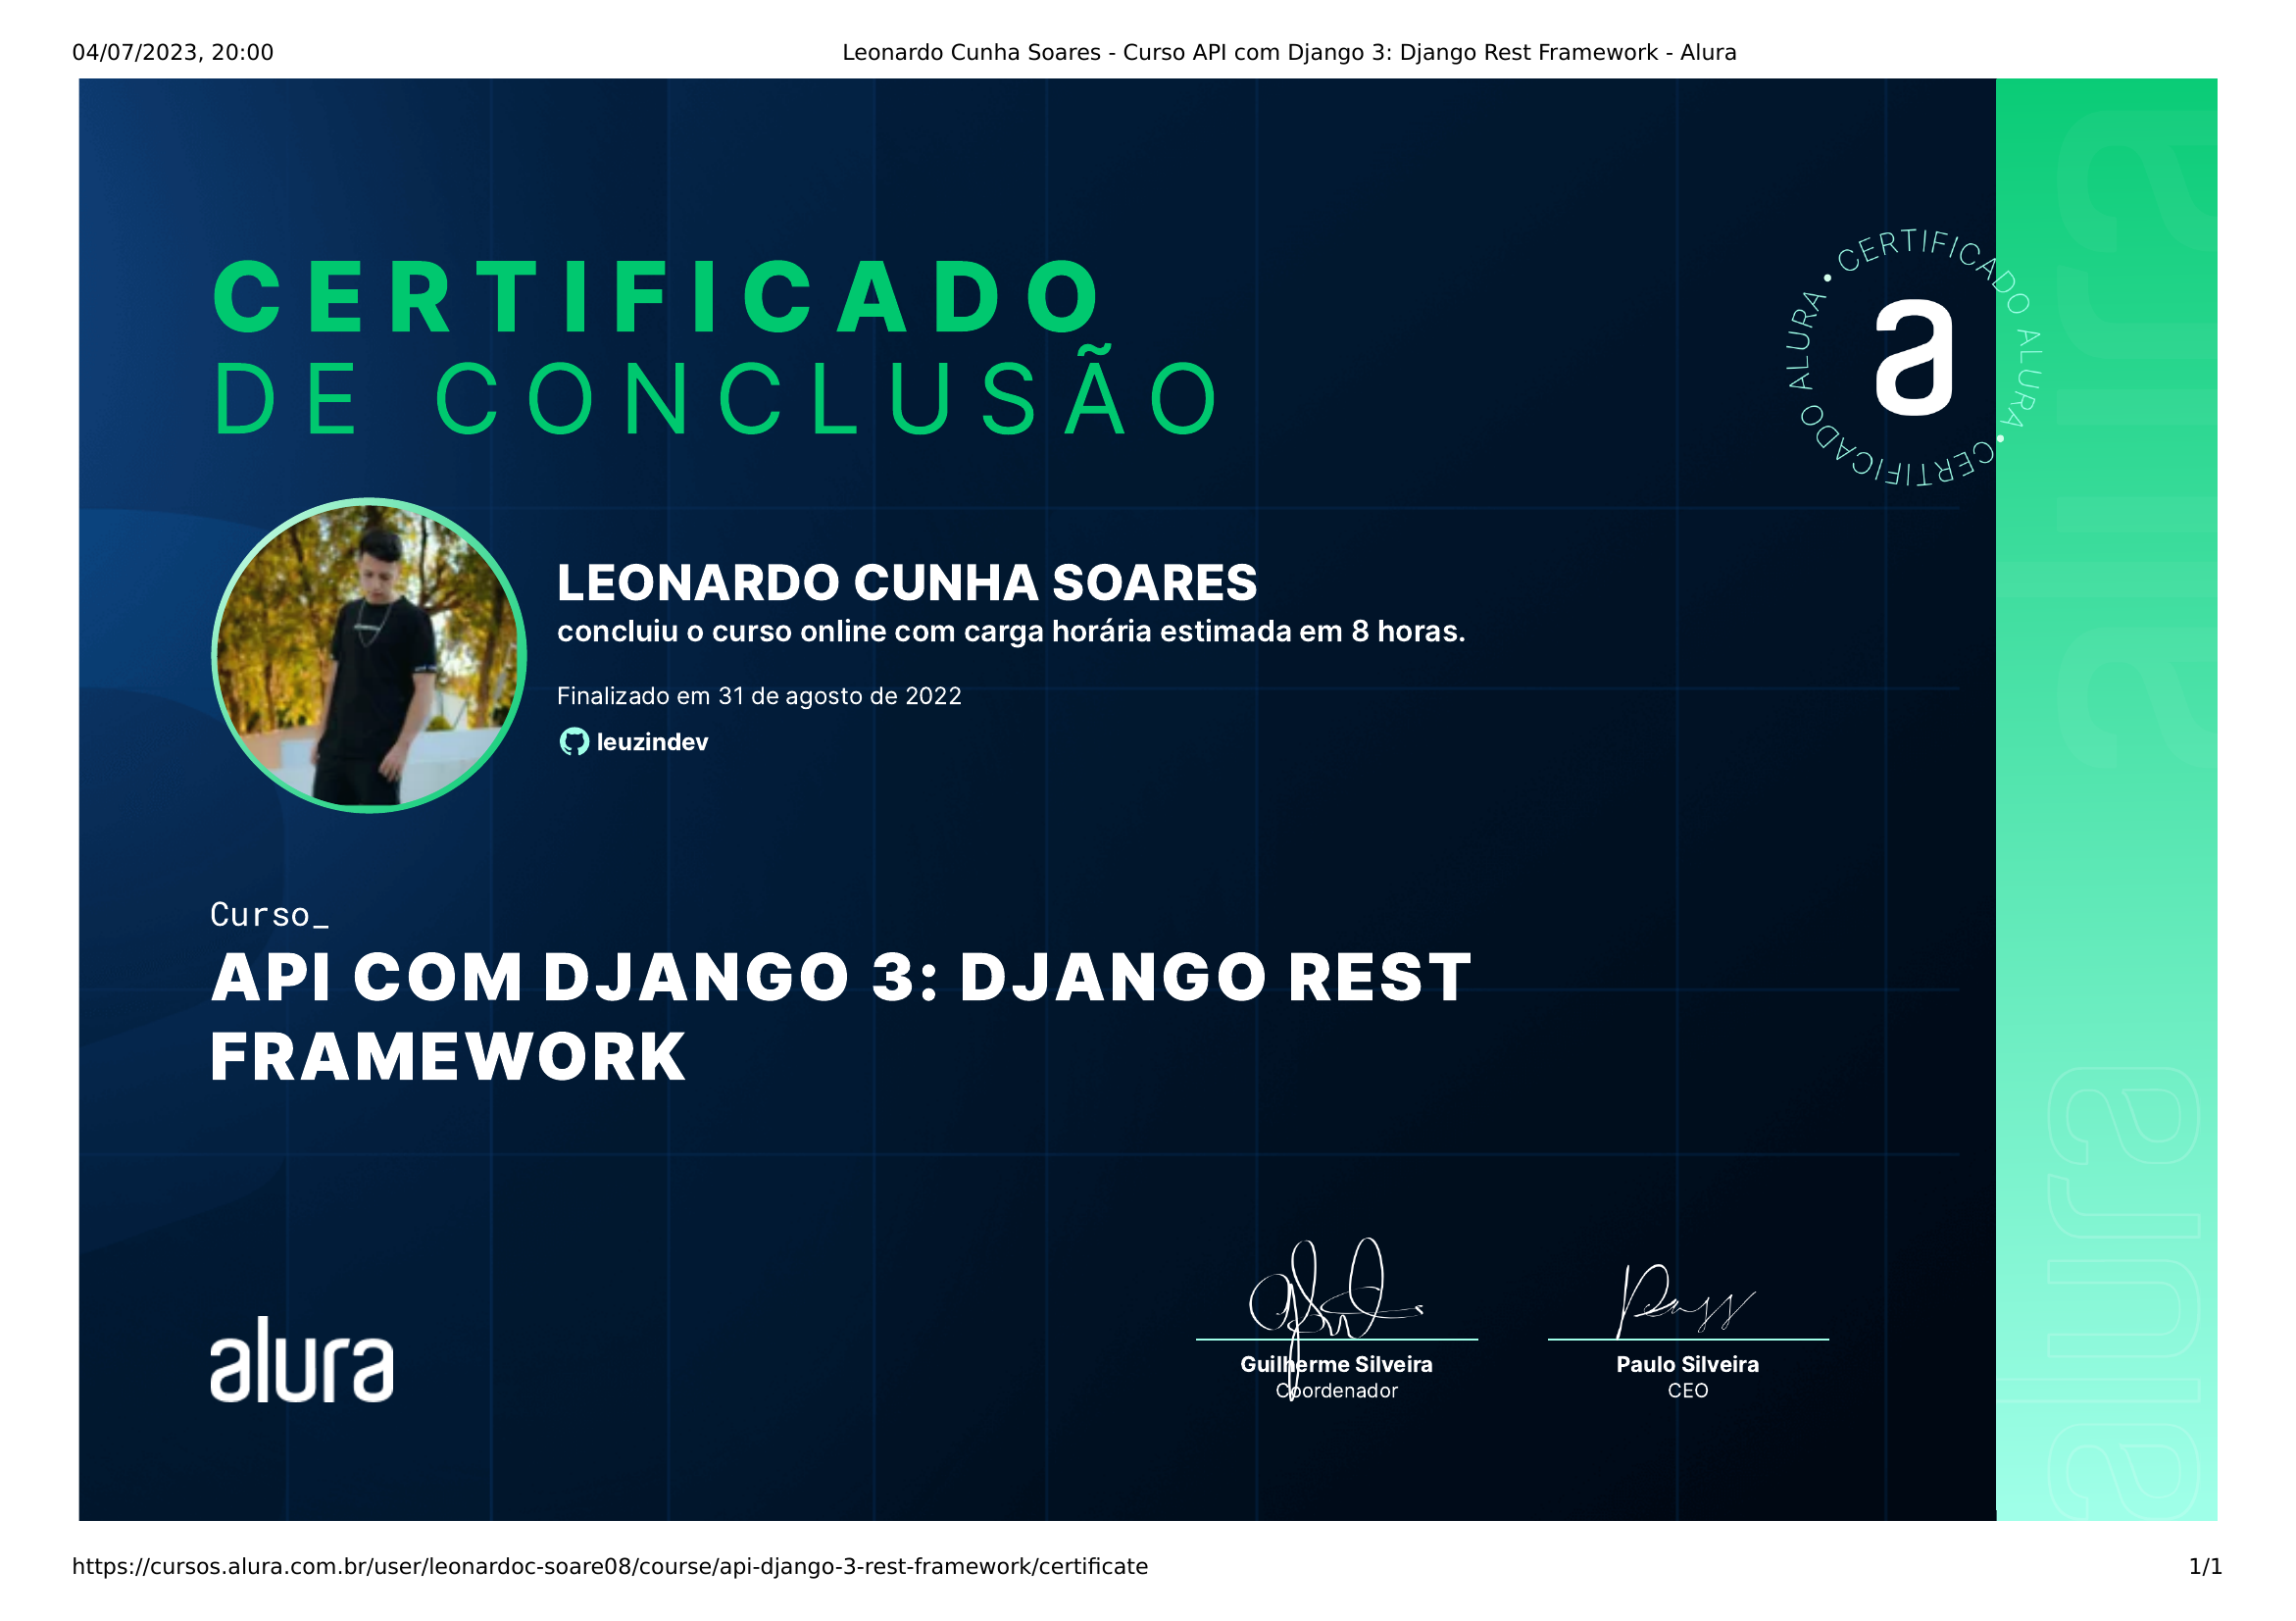 04/07/2023, 20:00
Leonardo Cunha Soares - Curso API com Django 3: Django Rest Framework - Alura
CERTIFICADO
DE CONCLUSÃO
• CERTIFICADO ALURA • CERTIFICADO ALURA
a
LEONARDO CUNHA SOARES
concluiu o curso online com carga horária estimada em 8 horas.
Finalizado em 31 de agosto de 2022
leuzindev
Curso_
API COM DJANGO 3: DJANGO REST
FRAMEWORK
alura
Guilherme Silveira
Coordenador
Paulo Silveira
CEO
alura
alura
https://cursos.alura.com.br/user/leonardoc-soare08/course/api-django-3-rest-framework/certificate
1/1